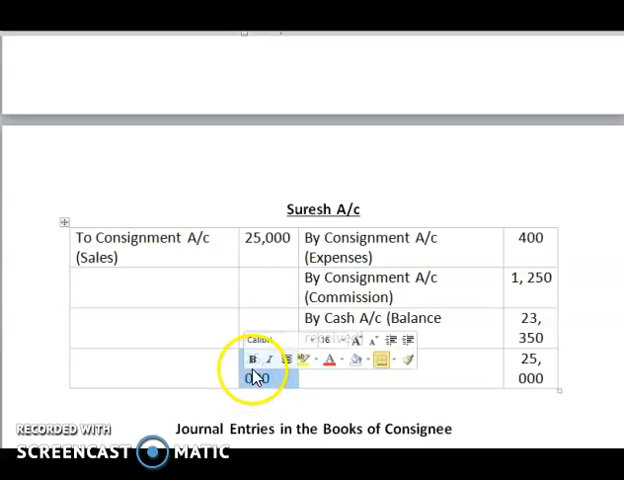 Suresh A/c
To Consignment A/c 25,000 By Consignment A/c 400
(Sales) (Expenses)
By Consignment A/c 1, 250
(Commission)
By Cash A/c (Balance 23,
350
Calibri 16 A A
B I A
25,
000
RECORDED WITH
SCREENCAST MATIC
Journal Entries in the Books of Consignee